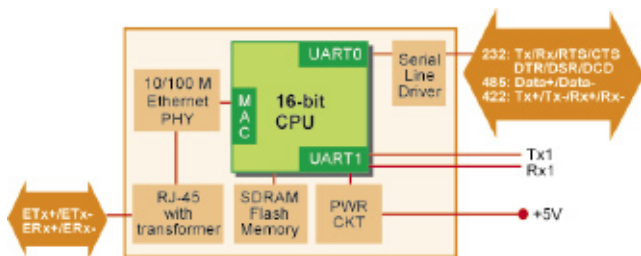 UART0
Serial
Line
Driver
232: Tx/Rx/RTS/CTS
DTR/DSR/DCD
485: Data+/Data-
422: Tx+/Tx-/Rx+/Rx-
10/100 M
Ethernet
PHY
MAC
16-bit
CPU
UART1
Tx1
Rx1
ETx+/ETx-
ERx+/ERx-
RJ-45
with
transformer
SDRAM
Flash
Memory
PWR
CKT
+5V